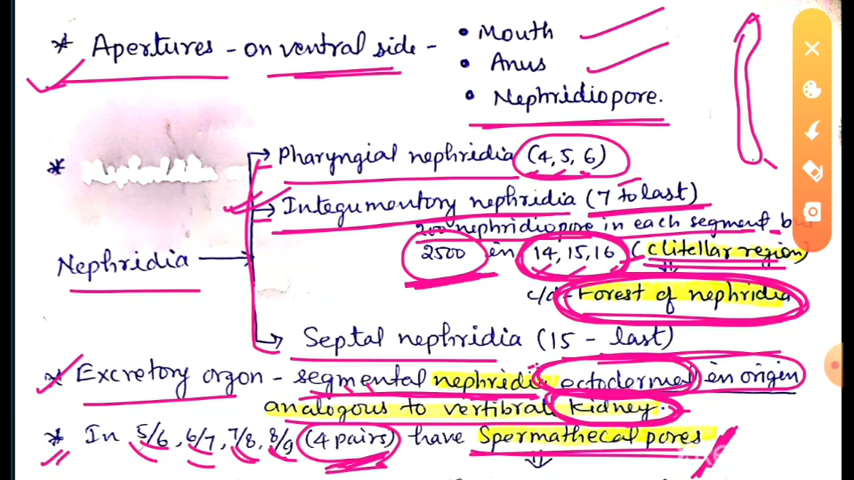 * Apertures - on ventral side - • Mouth
• Anus
• Nephridiopore.
*
→ Pharyngial nephridia (4, 5, 6)
→ Integumentory nephridia (7 to last)
200 nephridiopore in each segment b
2500 in 14, 15, 16 (clitellar region)
Nephridia
c/d - Forest of nephridia
→ Septal nephridia (15 - last)
* Excretory organ - segmental nephridia ectodermal in origin
analogous to vertibral kidney.
* In 5/6, 6/7, 7/8, 8/9 (4 pairs) have Spermathecal pores